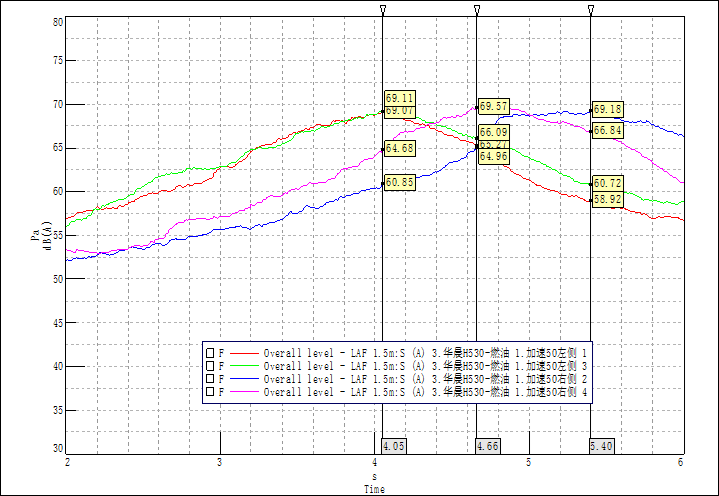 80
75
70
65
60
55
50
45
40
35
30
Pa
dB(A)
69.11
69.07
64.68
60.85
69.57
66.09
65.27
64.96
69.18
66.84
60.72
58.92
F Overall level - LAF 1.5m:S (A) 3.华晨H530-燃油 1.加速50左侧 1
F Overall level - LAF 1.5m:S (A) 3.华晨H530-燃油 1.加速50左侧 3
F Overall level - LAF 1.5m:S (A) 3.华晨H530-燃油 1.加速50右侧 2
F Overall level - LAF 1.5m:S (A) 3.华晨H530-燃油 1.加速50右侧 4
4.05
4.66
5.40
2 3 4 5 6
s
Time